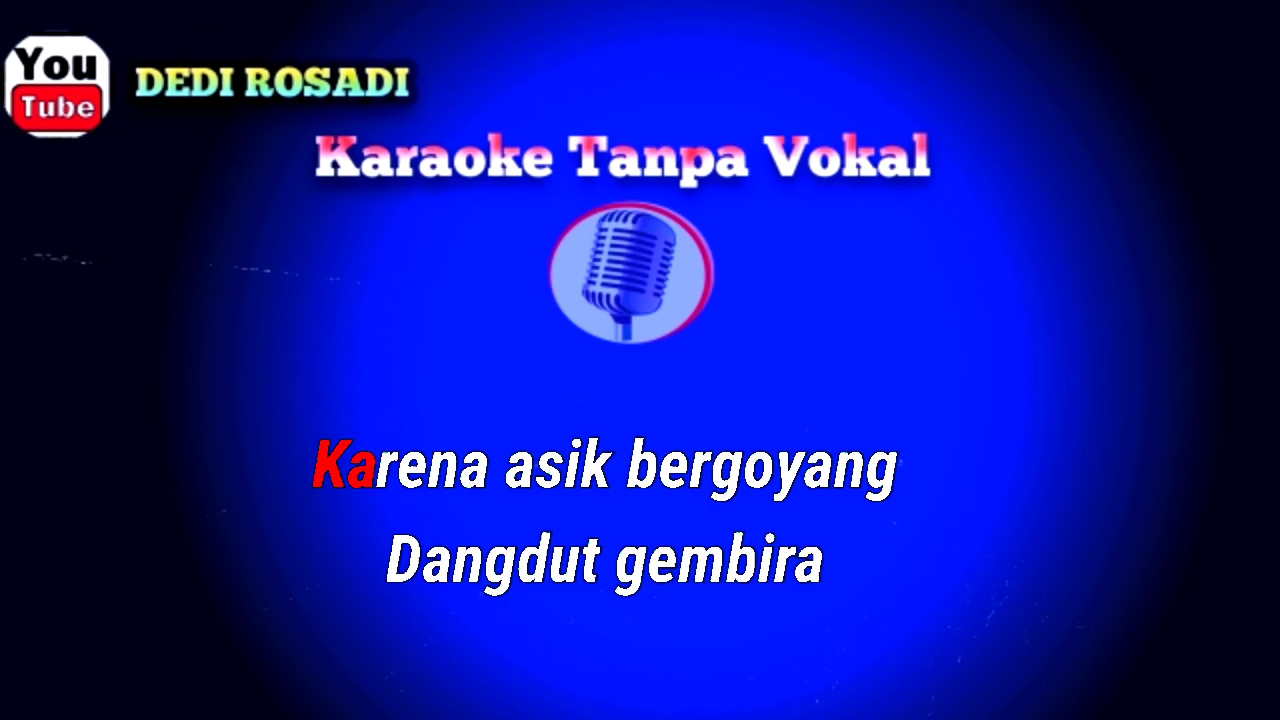 You
Tube
DEDI ROSADI
Karaoke Tanpa Vokal
Karena asik bergoyang
Dangdut gembira